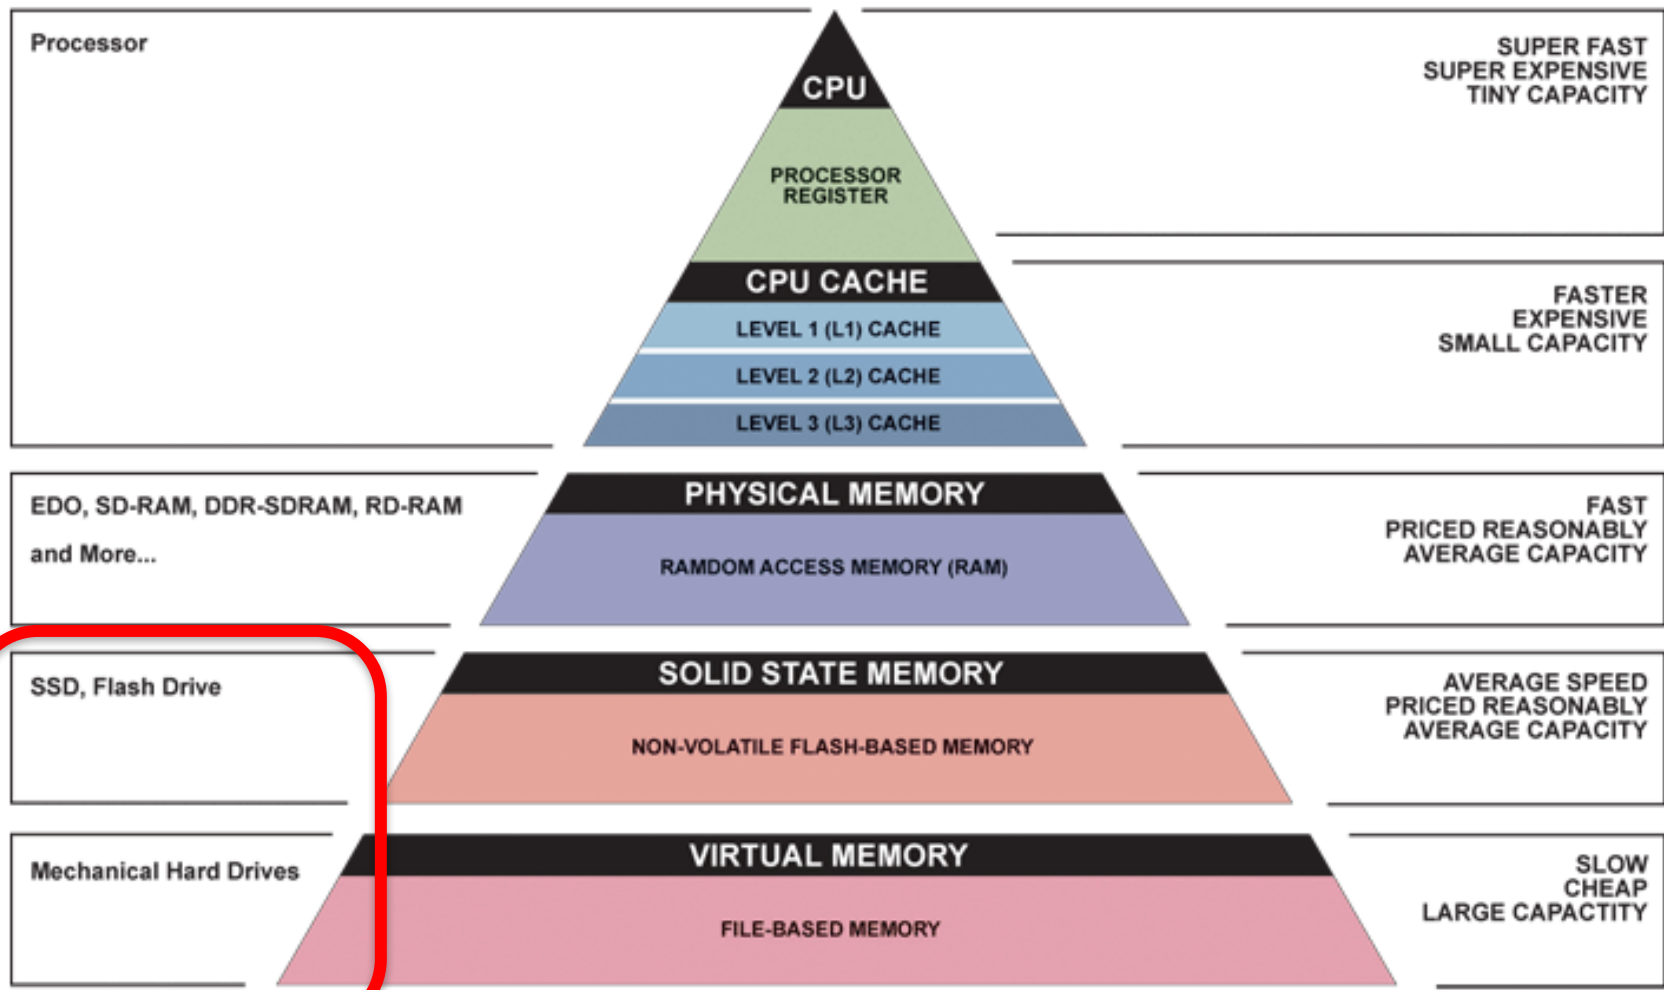 Processor
CPU
SUPER FAST
SUPER EXPENSIVE
TINY CAPACITY
PROCESSOR
REGISTER
CPU CACHE
LEVEL 1 (L1) CACHE
LEVEL 2 (L2) CACHE
LEVEL 3 (L3) CACHE
FASTER
EXPENSIVE
SMALL CAPACITY
EDO, SD-RAM, DDR-SDRAM, RD-RAM
and More...
PHYSICAL MEMORY
RAMDOM ACCESS MEMORY (RAM)
FAST
PRICED REASONABLY
AVERAGE CAPACITY
SSD, Flash Drive
SOLID STATE MEMORY
NON-VOLATILE FLASH-BASED MEMORY
AVERAGE SPEED
PRICED REASONABLY
AVERAGE CAPACITY
Mechanical Hard Drives
VIRTUAL MEMORY
FILE-BASED MEMORY
SLOW
CHEAP
LARGE CAPACTITY